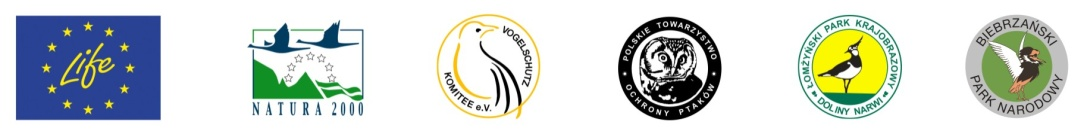 Life
NATURA 2000
VOGELSCHUTZ
KOMITEE e.V.
POLSKIE TOWARZYSTWO
OCHRONY PTAKÓW
ŁOMŻYŃSKI PARK KRAJOBRAZOWY
DOLINY NARWI
BIEBRZAŃSKI
PARK NARODOWY